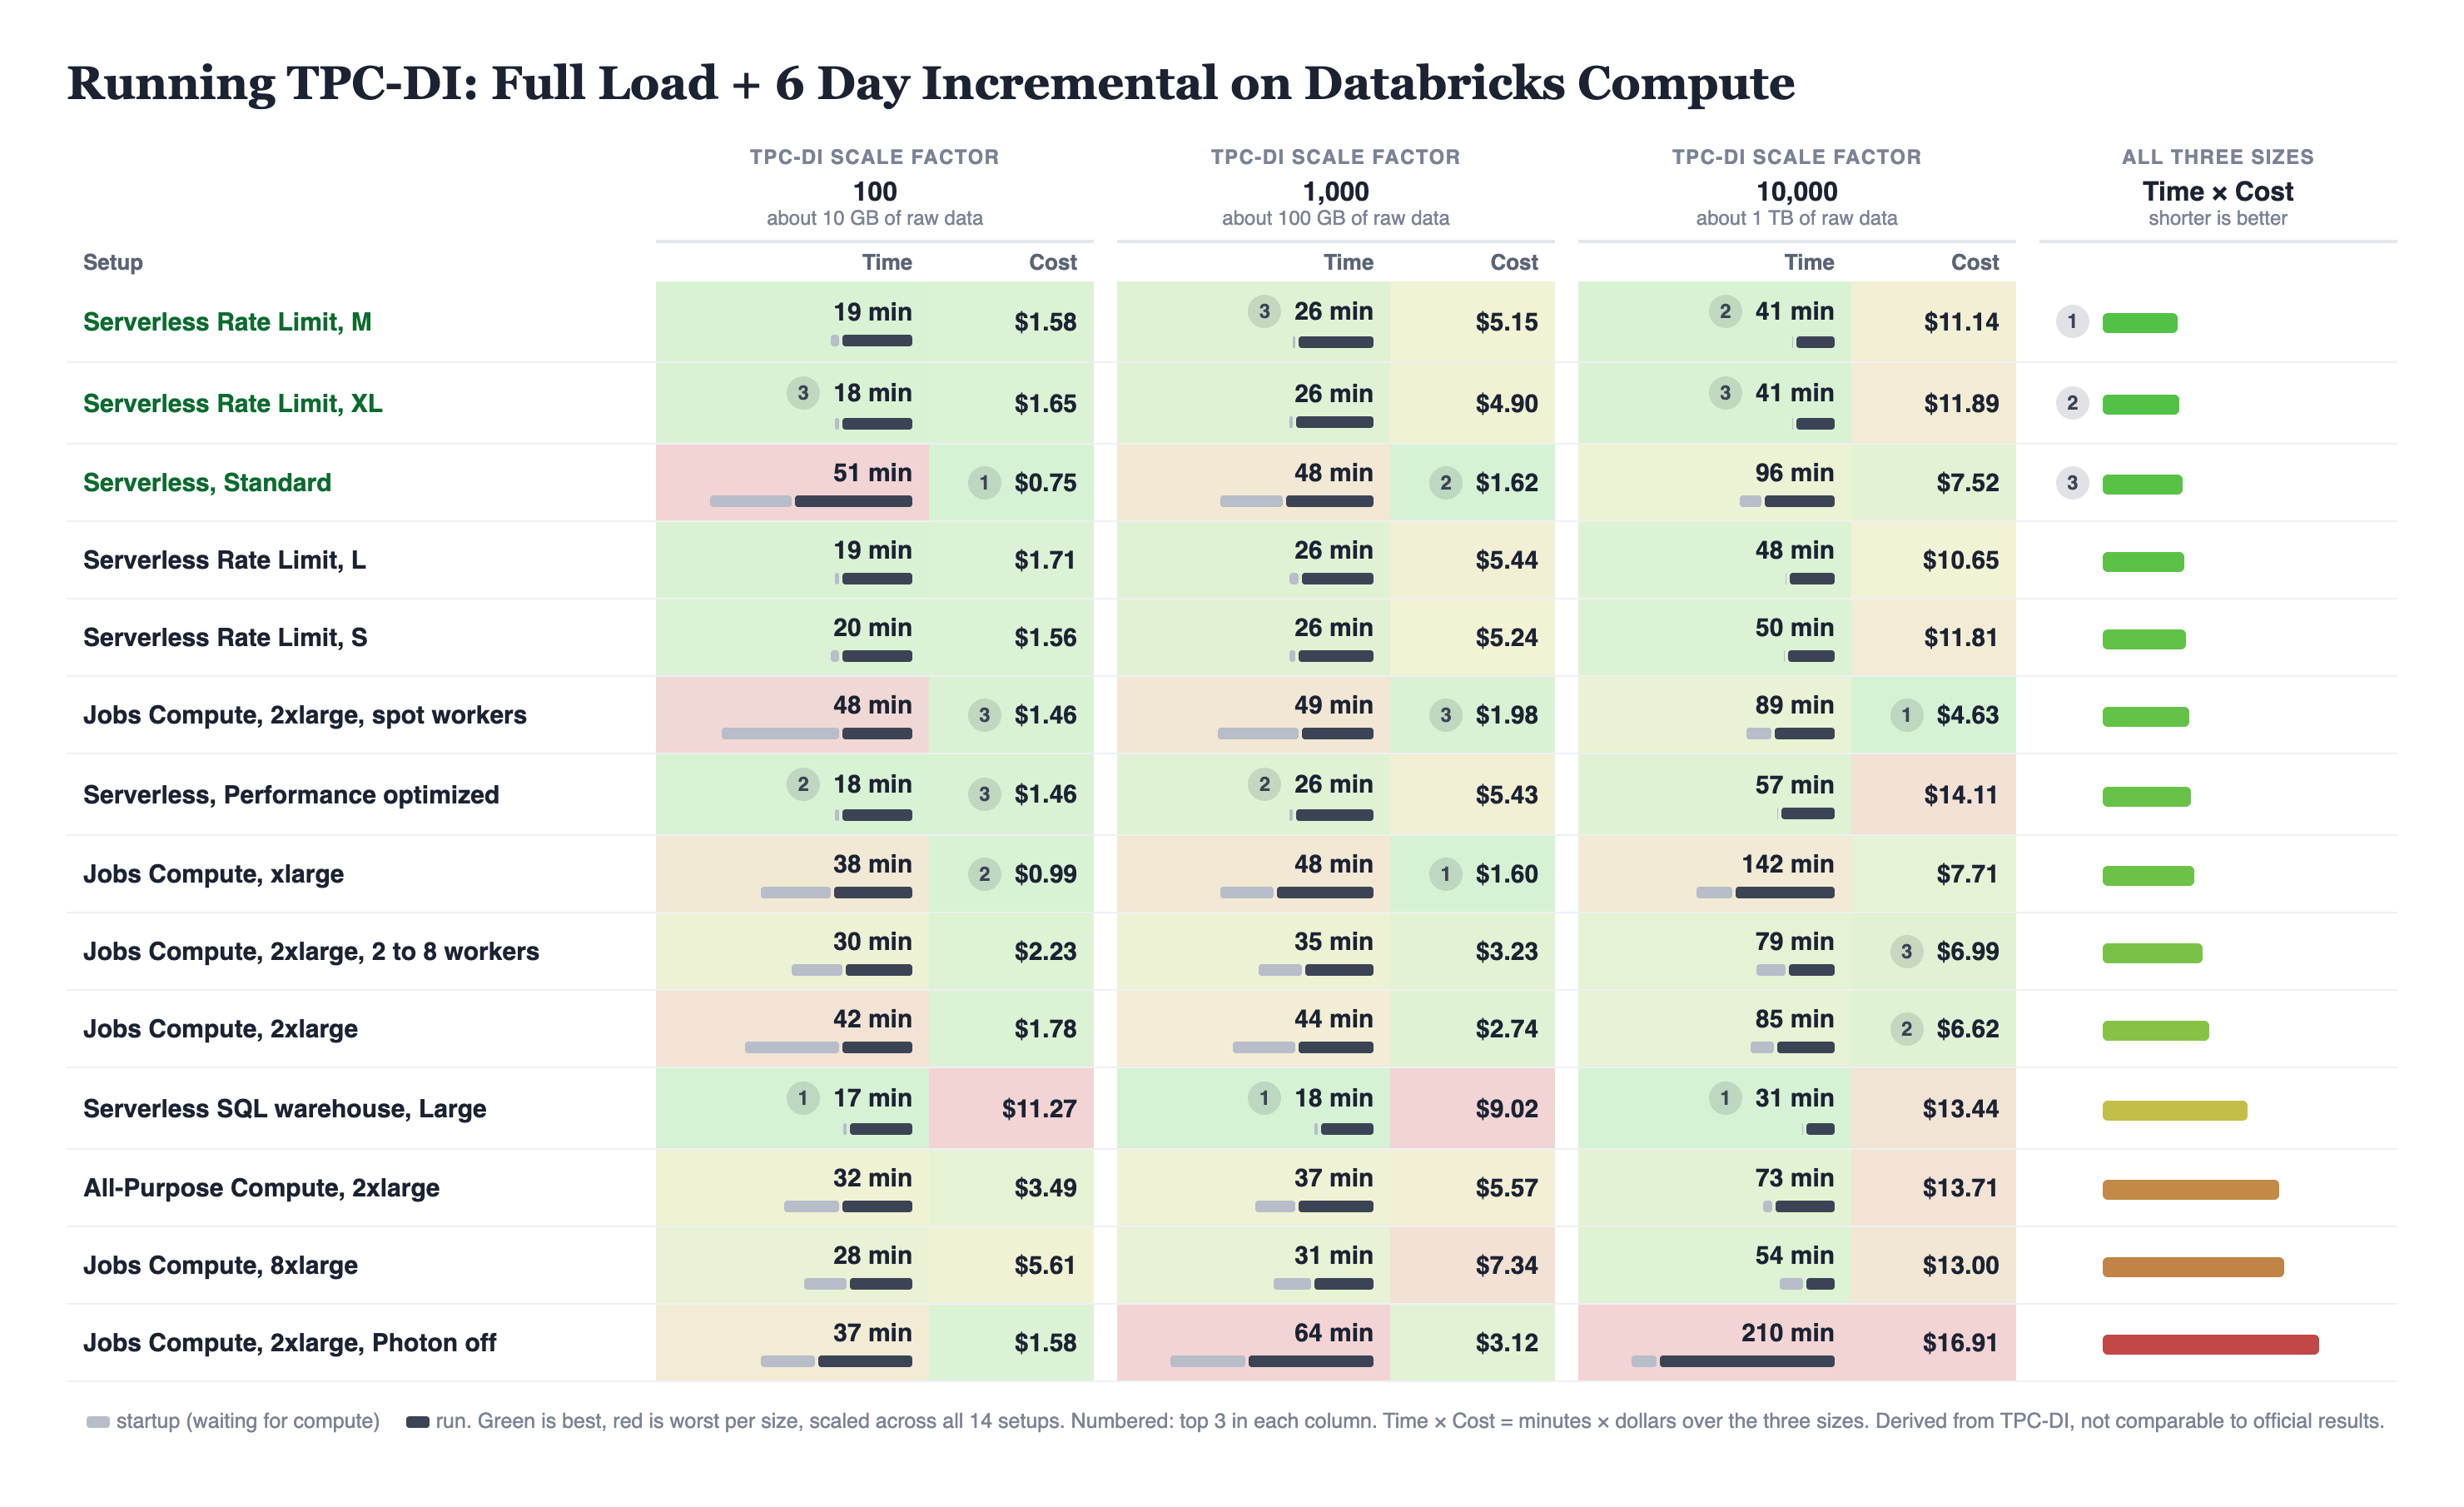 Running TPC-DI: Full Load + 6 Day Incremental on Databricks Compute
TPC-DI SCALE FACTOR TPC-DI SCALE FACTOR TPC-DI SCALE FACTOR ALL THREE SIZES
100 1,000 10,000 Time × Cost
about 10 GB of raw data about 100 GB of raw data about 1 TB of raw data shorter is better
Setup Time Cost Time Cost Time Cost
Serverless Rate Limit, M 19 min $1.58 3 26 min $5.15 2 41 min $11.14 1
Serverless Rate Limit, XL 3 18 min $1.65 26 min $4.90 3 41 min $11.89 2
Serverless, Standard 51 min 1 $0.75 48 min 2 $1.62 96 min $7.52 3
Serverless Rate Limit, L 19 min $1.71 26 min $5.44 48 min $10.65
Serverless Rate Limit, S 20 min $1.56 26 min $5.24 50 min $11.81
Jobs Compute, 2xlarge, spot workers 48 min 3 $1.46 49 min 3 $1.98 89 min 1 $4.63
Serverless, Performance optimized 2 18 min 3 $1.46 2 26 min $5.43 57 min $14.11
Jobs Compute, xlarge 38 min 2 $0.99 48 min 1 $1.60 142 min $7.71
Jobs Compute, 2xlarge, 2 to 8 workers 30 min $2.23 35 min $3.23 79 min 3 $6.99
Jobs Compute, 2xlarge 42 min $1.78 44 min $2.74 85 min 2 $6.62
Serverless SQL warehouse, Large 1 17 min $11.27 1 18 min $9.02 1 31 min $13.44
All-Purpose Compute, 2xlarge 32 min $3.49 37 min $5.57 73 min $13.71
Jobs Compute, 8xlarge 28 min $5.61 31 min $7.34 54 min $13.00
Jobs Compute, 2xlarge, Photon off 37 min $1.58 64 min $3.12 210 min $16.91
startup (waiting for compute) run. Green is best, red is worst per size, scaled across all 14 setups. Numbered: top 3 in each column. Time × Cost = minutes × dollars over the three sizes. Derived from TPC-DI, not comparable to official results.